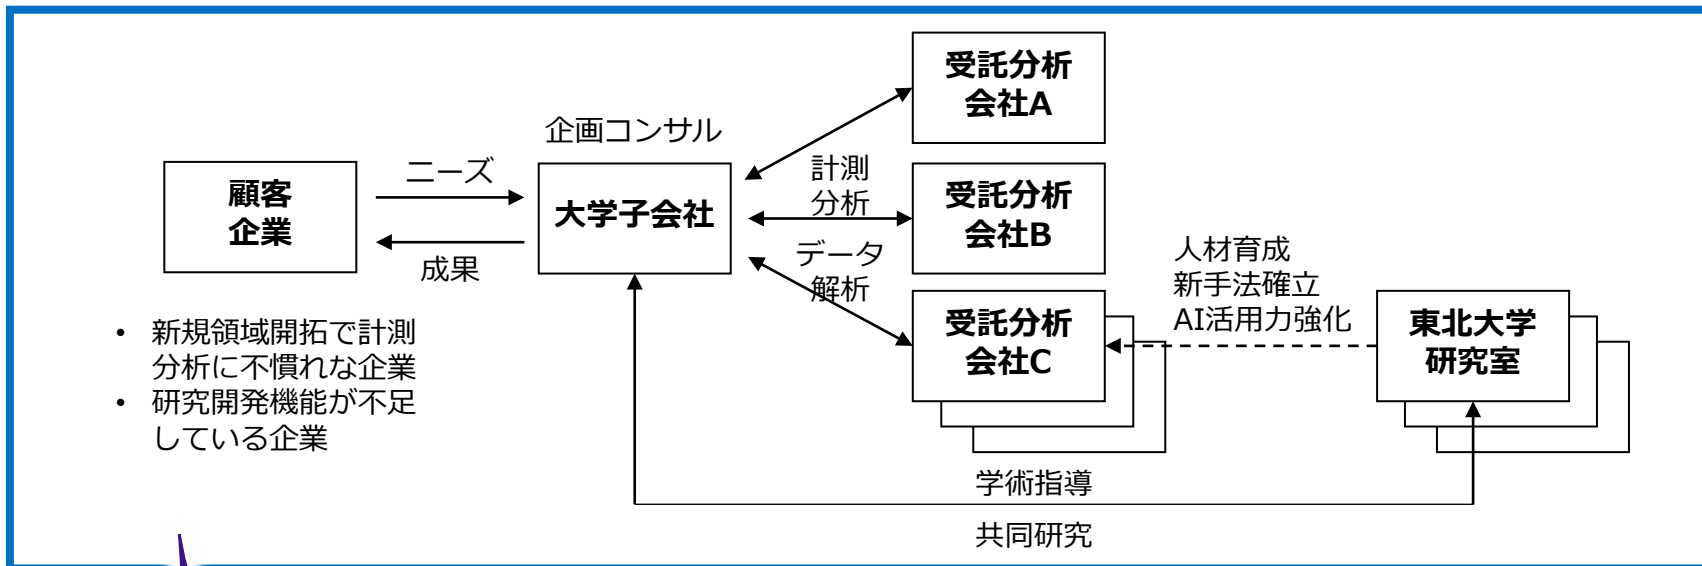 受託分析
会社A
企画コンサル
顧客
企業
ニーズ
成果
大学子会社
計測
分析
受託分析
会社B
データ
解析
受託分析
会社C
人材育成
新手法確立
AI活用力強化
東北大学
研究室
• 新規領域開拓で計測
分析に不慣れな企業
• 研究開発機能が不足
している企業
学術指導
共同研究